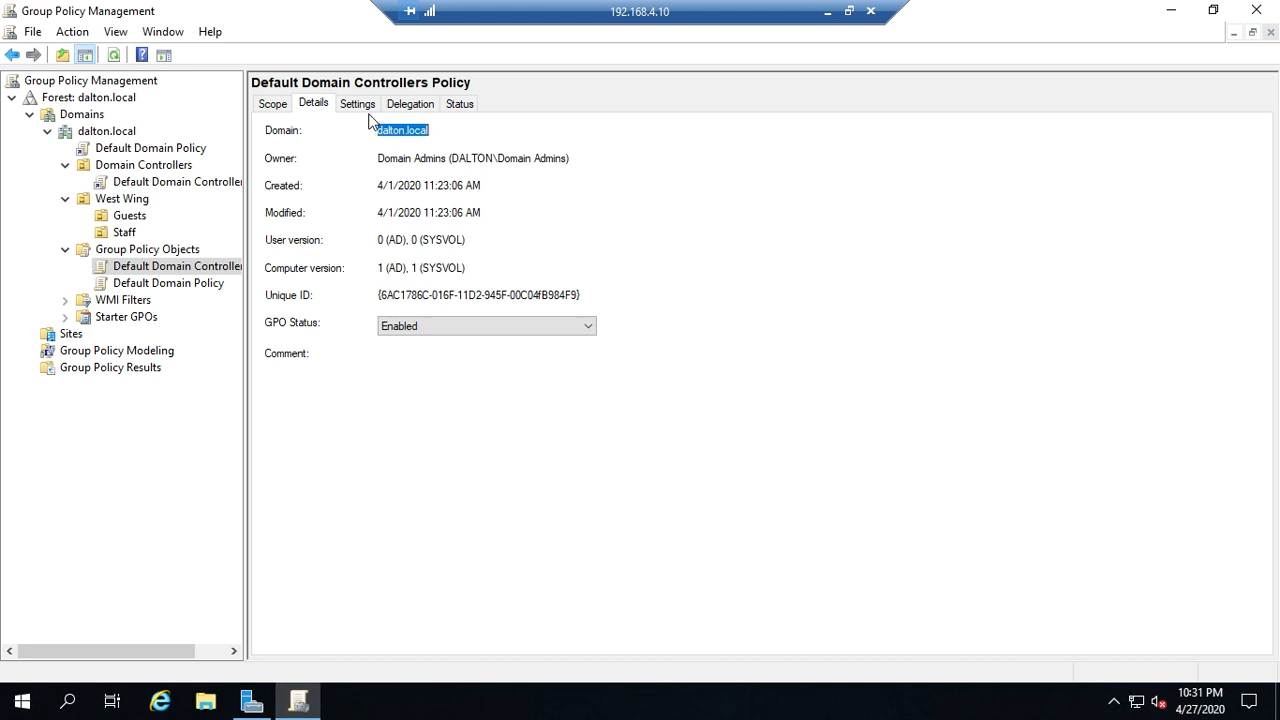 Group Policy Management
192.168.4.10
File Action View Window Help
Group Policy Management
Forest: dalton.local
Domains
dalton.local
Default Domain Policy
Domain Controllers
Default Domain Controller
West Wing
Guests
Staff
Group Policy Objects
Default Domain Controller
Default Domain Policy
WMI Filters
Starter GPOs
Sites
Group Policy Modeling
Group Policy Results
Default Domain Controllers Policy
Scope Details Settings Delegation Status
Domain: dalton.local
Owner: Domain Admins (DALTON\Domain Admins)
Created: 4/1/2020 11:23:06 AM
Modified: 4/1/2020 11:23:06 AM
User version: 0 (AD), 0 (SYSVOL)
Computer version: 1 (AD), 1 (SYSVOL)
Unique ID: {6AC1786C-016F-11D2-945F-00C04fB984F9}
GPO Status: Enabled
Comment:
10:31 PM
4/27/2020